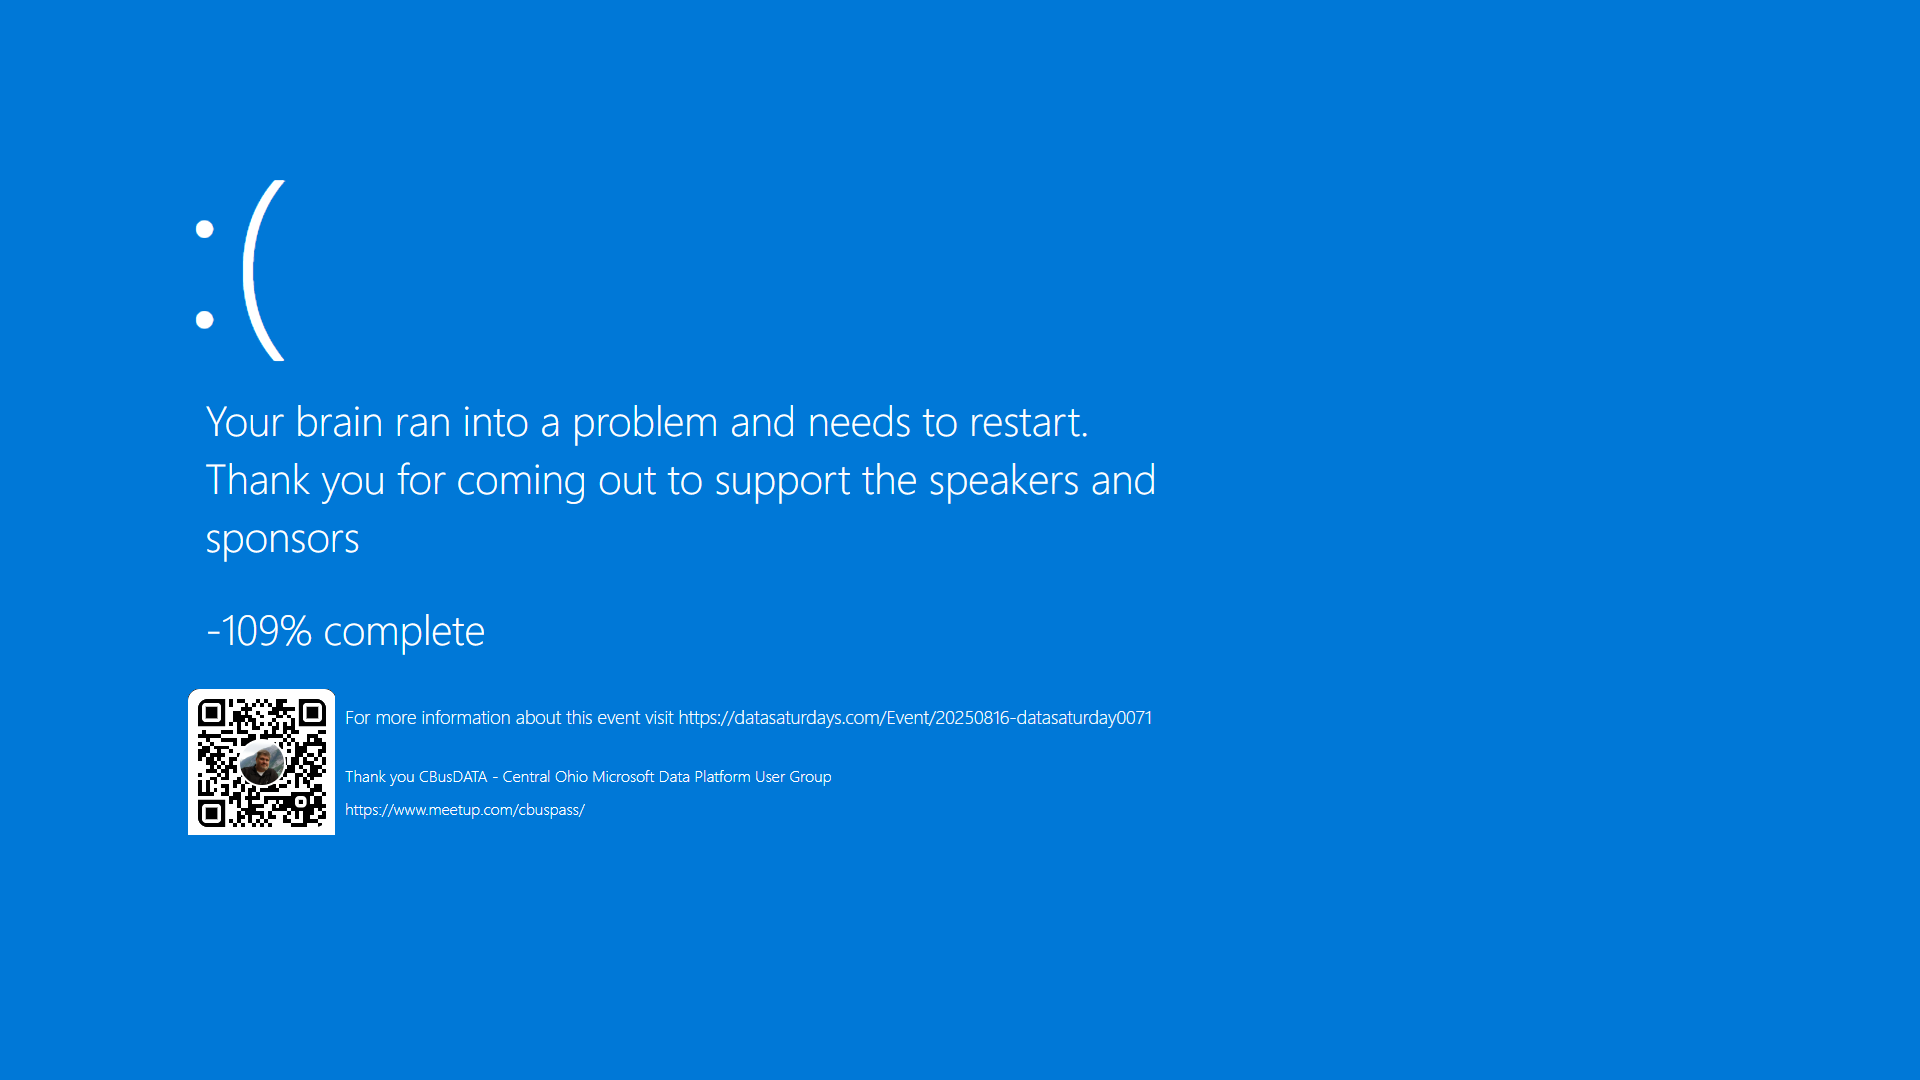 :(
Your brain ran into a problem and needs to restart.
Thank you for coming out to support the speakers and
sponsors
-109% complete
For more information about this event visit https://datasaturdays.com/Event/20250816-datasaturday0071
Thank you CBusDATA - Central Ohio Microsoft Data Platform User Group
https://www.meetup.com/cbuspass/